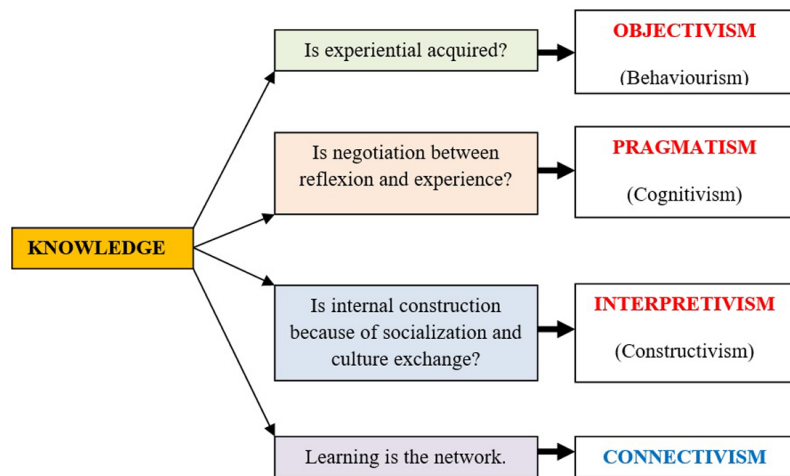 KNOWLEDGE
Is experiential acquired?
OBJECTIVISM
(Behaviourism)
Is negotiation between
reflexion and experience?
PRAGMATISM
(Cognitivism)
Is internal construction
because of socialization and
culture exchange?
INTERPRETIVISM
(Constructivism)
Learning is the network.
CONNECTIVISM